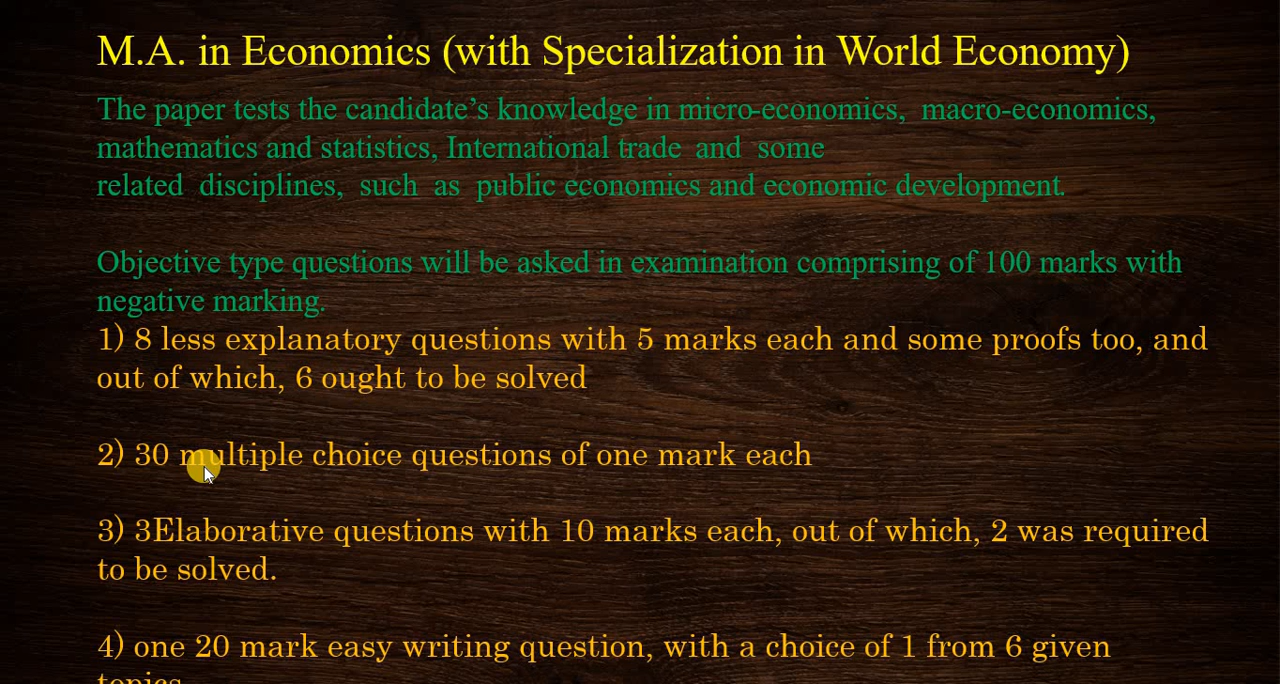 M.A. in Economics (with Specialization in World Economy)
The paper tests the candidate’s knowledge in micro-economics, macro-economics,
mathematics and statistics, International trade and some
related disciplines, such as public economics and economic development.
Objective type questions will be asked in examination comprising of 100 marks with
negative marking.
1) 8 less explanatory questions with 5 marks each and some proofs too, and
out of which, 6 ought to be solved
2) 30 multiple choice questions of one mark each
3) 3Elaborative questions with 10 marks each, out of which, 2 was required
to be solved.
4) one 20 mark easy writing question, with a choice of 1 from 6 given
topics